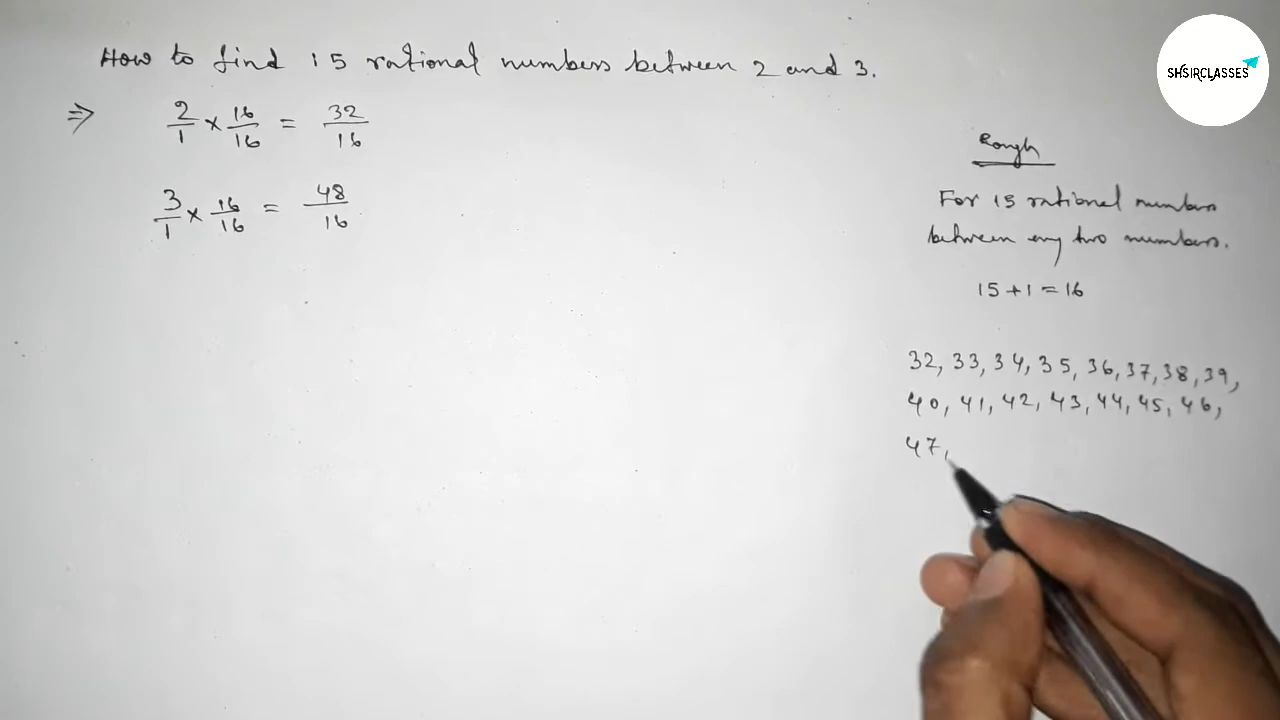 How to find 15 rational numbers between 2 and 3.
⇒ 2/1 × 16/16 = 32/16
3/1 × 16/16 = 48/16
SHSIRCLASSES
Rough
For 15 rational numbers
between any two numbers.
15+1=16
32, 33, 34, 35, 36, 37, 38, 39,
40, 41, 42, 43, 44, 45, 46,
47,